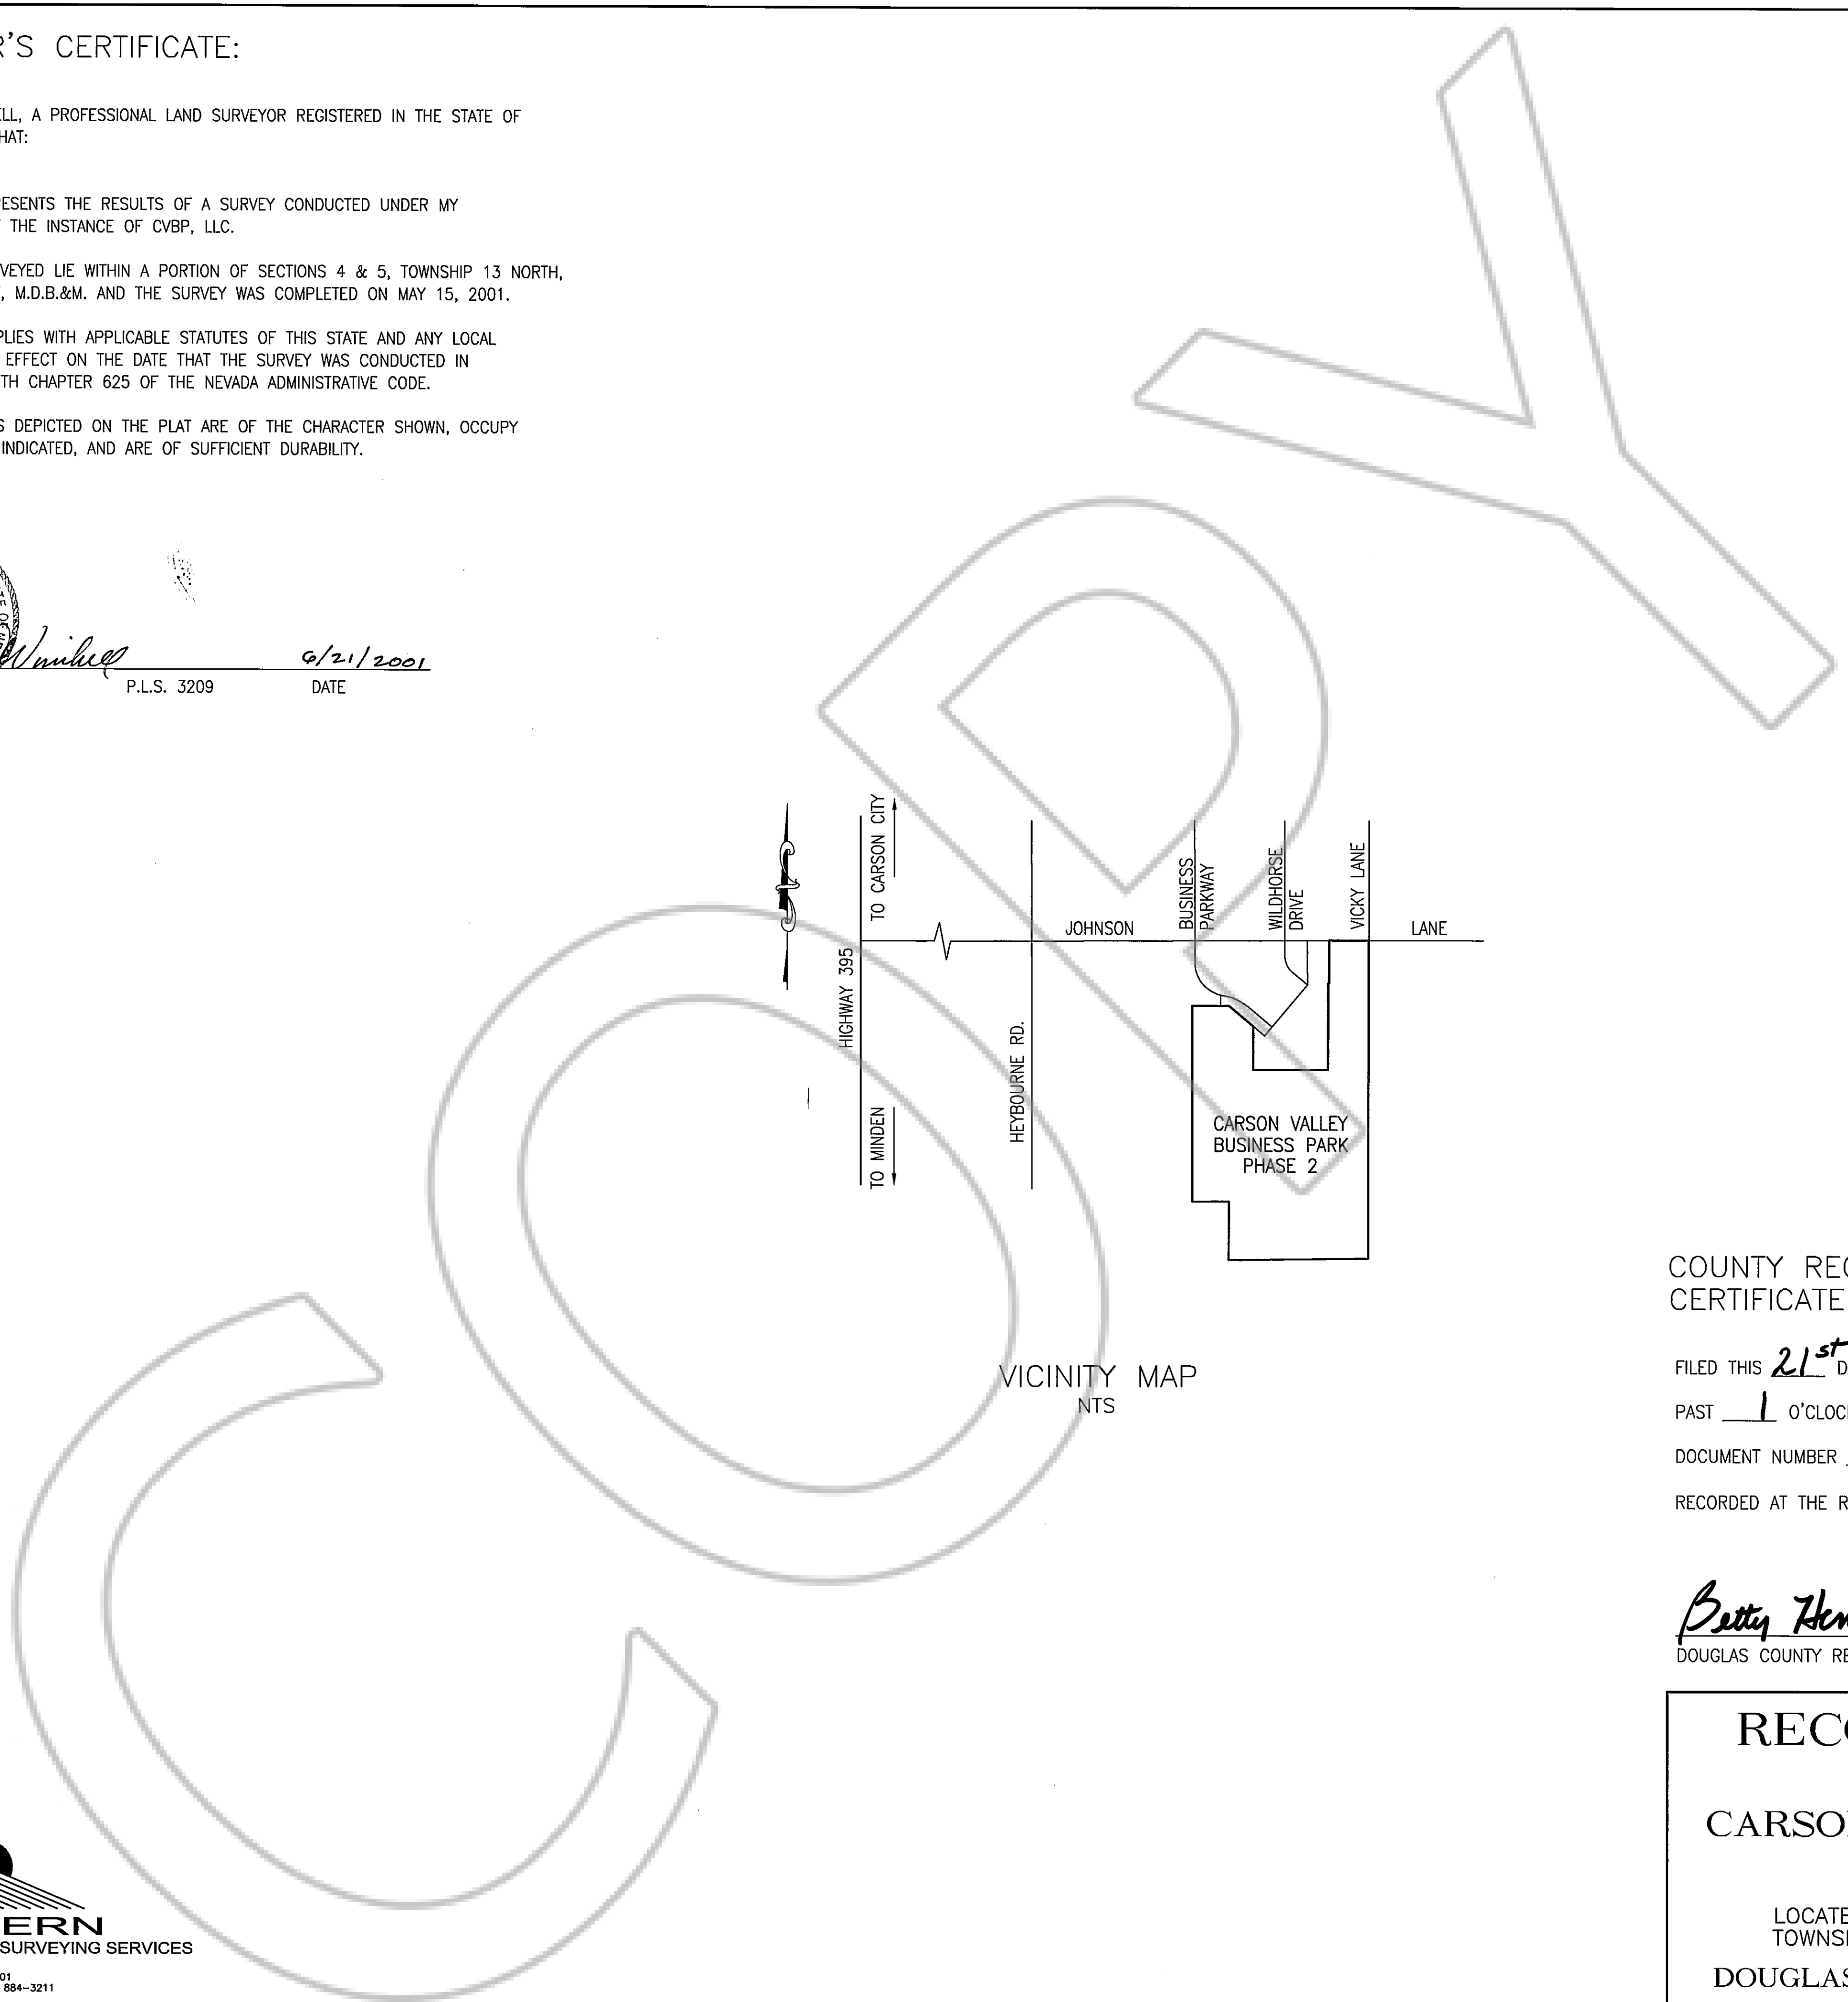 R'S CERTIFICATE:
ELL, A PROFESSIONAL LAND SURVEYOR REGISTERED IN THE STATE OF
HAT:
ESENTS THE RESULTS OF A SURVEY CONDUCTED UNDER MY
THE INSTANCE OF CVBP, LLC.
VEYED LIE WITHIN A PORTION OF SECTIONS 4 & 5, TOWNSHIP 13 NORTH,
, M.D.B.&M. AND THE SURVEY WAS COMPLETED ON MAY 15, 2001.
PLIES WITH APPLICABLE STATUTES OF THIS STATE AND ANY LOCAL
EFFECT ON THE DATE THAT THE SURVEY WAS CONDUCTED IN
TH CHAPTER 625 OF THE NEVADA ADMINISTRATIVE CODE.
S DEPICTED ON THE PLAT ARE OF THE CHARACTER SHOWN, OCCUPY
INDICATED, AND ARE OF SUFFICIENT DURABILITY.
6/21/2001
P.L.S. 3209 DATE
COPY
TO CARSON CITY
HIGHWAY 395
TO MINDEN
HEYBOURNE RD.
JOHNSON LANE
BUSINESS
PARKWAY
WILDHORSE
DRIVE
VICKY LANE
CARSON VALLEY
BUSINESS PARK
PHASE 2
VICINITY MAP
NTS
COUNTY REC
CERTIFICATE
FILED THIS 21st D
PAST 1 O'CLOC
DOCUMENT NUMBER
RECORDED AT THE R
Betty Hen
DOUGLAS COUNTY RE
RECO
CARSO
LOCATE
TOWNS
DOUGLAS
ERN
SURVEYING SERVICES
01
884-3211